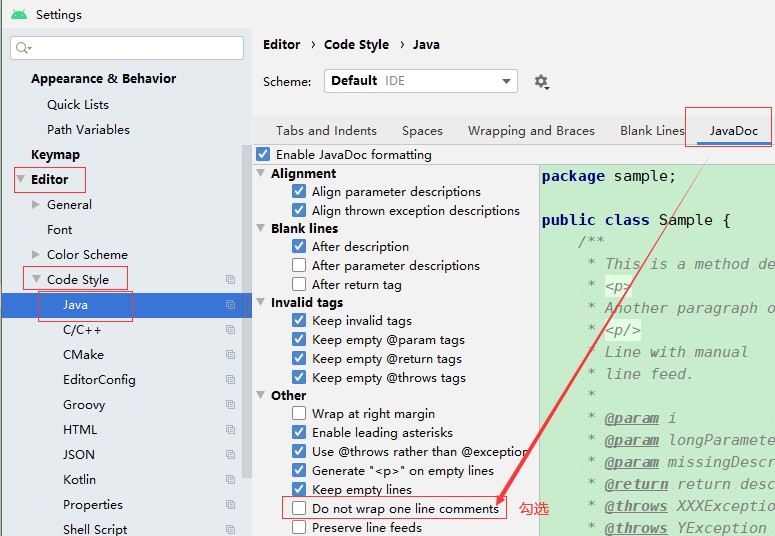 Settings
Appearance & Behavior
Quick Lists
Path Variables
Keymap
Editor
General
Font
Color Scheme
Code Style
Java
C/C++
CMake
EditorConfig
Groovy
HTML
JSON
Kotlin
Properties
Shell Script
Editor › Code Style › Java
Scheme: Default IDE
Tabs and Indents Spaces Wrapping and Braces Blank Lines JavaDoc
Enable JavaDoc formatting
Alignment
Align parameter descriptions
Align thrown exception descriptions
Blank lines
After description
After parameter descriptions
After return tag
Invalid tags
Keep invalid tags
Keep empty @param tags
Keep empty @return tags
Keep empty @throws tags
Other
Wrap at right margin
Enable leading asterisks
Use @throws rather than @exception
Generate "<p>" on empty lines
Keep empty lines
Do not wrap one line comments 勾选
Preserve line feeds
package sample;
public class Sample {
/**
* This is a method de
* <p>
* Another paragraph o
* <p/>
* Line with manual
* line feed.
*
* @param i
* @param longParamete
* @param missingDescr
* @return return desc
* @throws XXXExceptio
* @throws YException